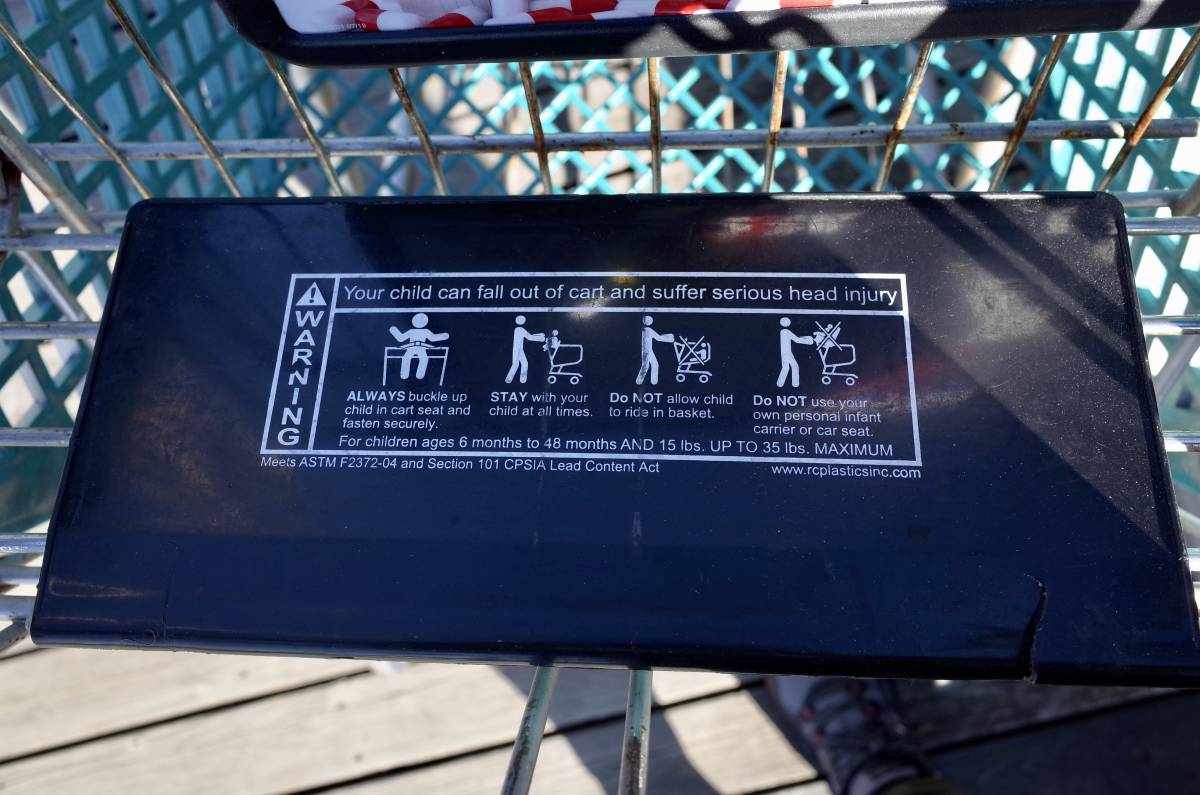 Your child can fall out of cart and suffer serious head injury
WARNING
ALWAYS buckle up
child in cart seat and
fasten securely.
STAY with your
child at all times.
Do NOT allow child
to ride in basket.
Do NOT use your
own personal infant
carrier or car seat.
For children ages 6 months to 48 months AND 15 lbs. UP TO 35 lbs. MAXIMUM
Meets ASTM F2372-04 and Section 101 CPSIA Lead Content Act
www.rcplasticsinc.com